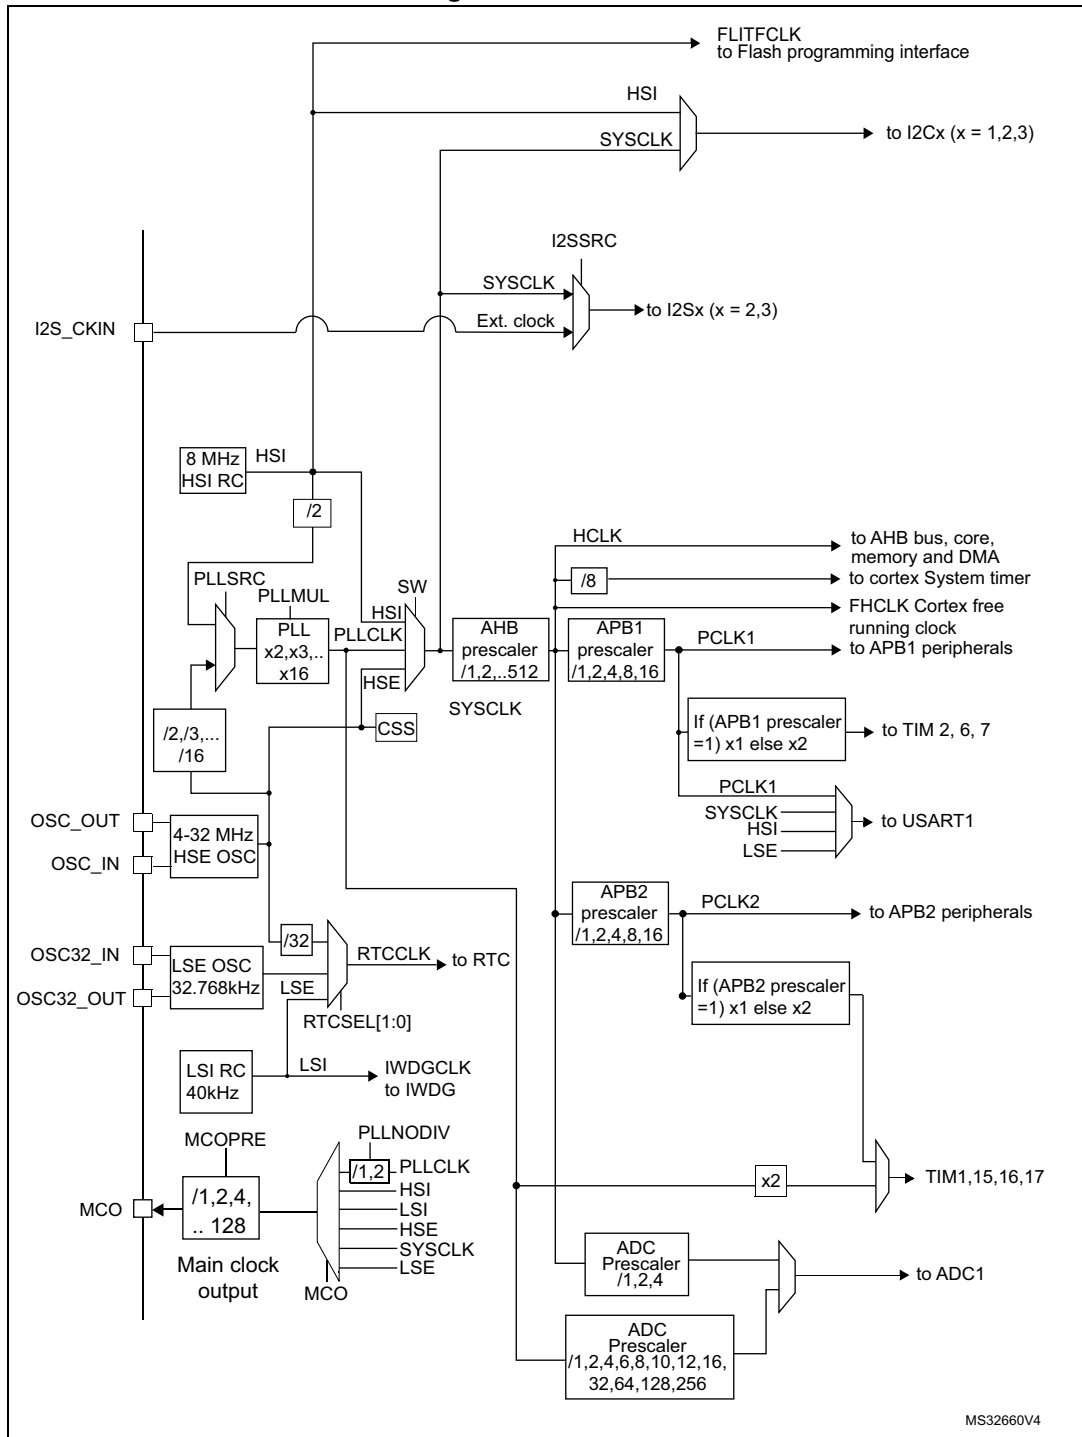 FLITFCLK
to Flash programming interface
HSI
SYSCLK
to I2Cx (x = 1,2,3)
I2SSRC
SYSCLK
to I2Sx (x = 2,3)
I2S_CKIN
Ext. clock
8 MHz
HSI RC
HSI
/2
HCLK
to AHB bus, core,
memory and DMA
/8
to cortex System timer
FHCLK Cortex free
running clock
PLLSRC
PLLMUL
SW
HSI
PLL
x2,x3,..
x16
PLLCLK
HSE
AHB
prescaler
/1,2,..512
APB1
prescaler
/1,2,4,8,16
PCLK1
to APB1 peripherals
SYSCLK
/2,/3,...
/16
CSS
If (APB1 prescaler
=1) x1 else x2
to TIM 2, 6, 7
PCLK1
SYSCLK
HSI
LSE
to USART1
OSC_OUT
OSC_IN
4-32 MHz
HSE OSC
APB2
prescaler
/1,2,4,8,16
PCLK2
to APB2 peripherals
/32
OSC32_IN
OSC32_OUT
LSE OSC
32.768kHz
LSE
RTCCLK
to RTC
RTCSEL[1:0]
If (APB2 prescaler
=1) x1 else x2
LSI RC
40kHz
LSI
IWDGCLK
to IWDG
MCOPRE
PLLNODIV
/1,2
PLLCLK
HSI
LSI
HSE
SYSCLK
LSE
MCO
/1,2,4,
.. 128
Main clock
output
MCO
x2
TIM1,15,16,17
ADC
Prescaler
/1,2,4
to ADC1
ADC
Prescaler
/1,2,4,6,8,10,12,16,
32,64,128,256
MS32660V4